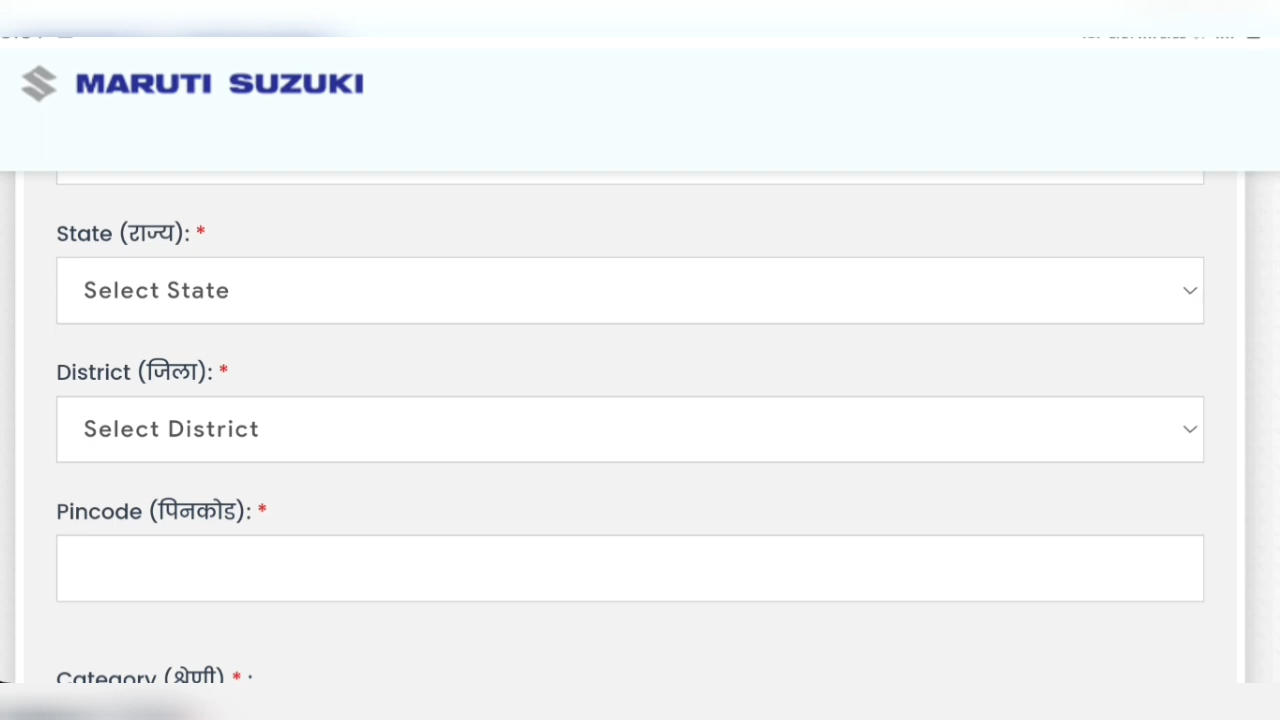 MARUTI SUZUKI
State (राज्य): *
Select State
District (जिला): *
Select District
Pincode (पिनकोड): *
Category (श्रेणी) * :